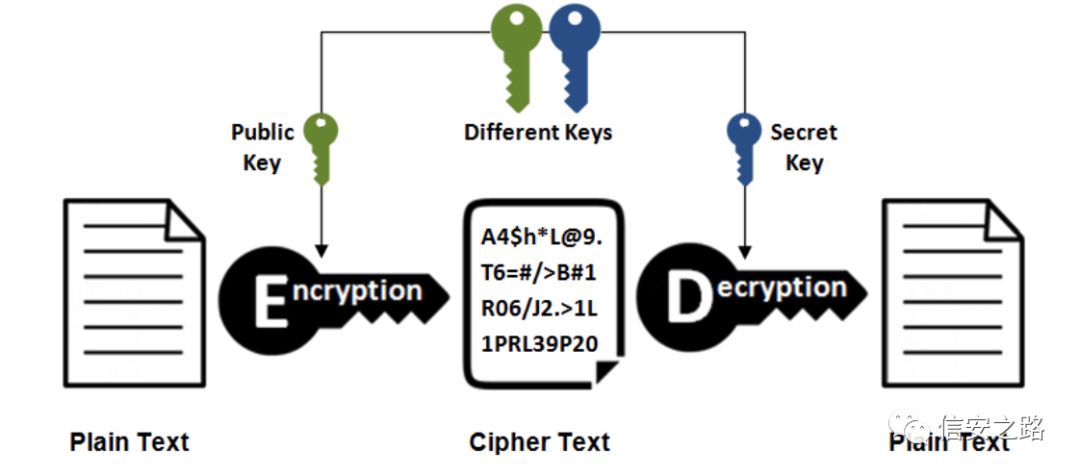 Public
Key
Different Keys
Secret
Key
Encryption
A4$h*L@9.
T6=#/>B#1
R06/J2.>1L
1PRL39P20
Decryption
Plain Text
Cipher Text
Plain Text
信安之路